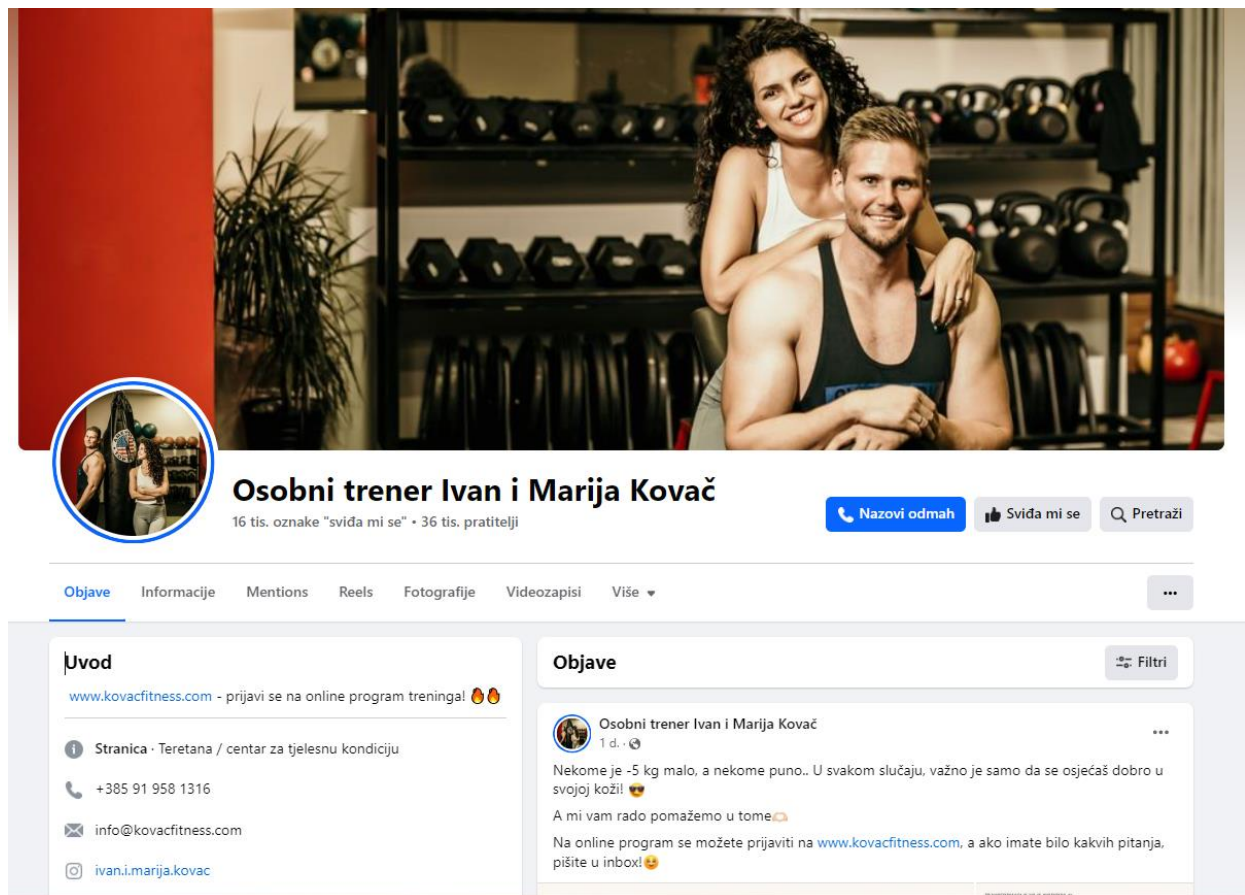 Osobni trener Ivan i Marija Kovač
16 tis. oznake "sviđa mi se" • 36 tis. pratitelji
Nazovi odmah
Sviđa mi se
Pretraži
Objave
Informacije
Mentions
Reels
Fotografije
Videozapisi
Više
Uvod
www.kovacfitness.com - prijavi se na online program treninga! 🔥🔥
Stranica · Teretana / centar za tjelesnu kondiciju
+385 91 958 1316
info@kovacfitness.com
ivan.i.marija.kovac
Objave
Filtri
Osobni trener Ivan i Marija Kovač
1 d. ·
Nekome je -5 kg malo, a nekome puno.. U svakom slučaju, važno je samo da se osjećaš dobro u
svojoj koži! 😎
A mi vam rado pomažemo u tome🫶🏻
Na online program se možete prijaviti na www.kovacfitness.com, a ako imate bilo kakvih pitanja,
pišite u inbox!😉